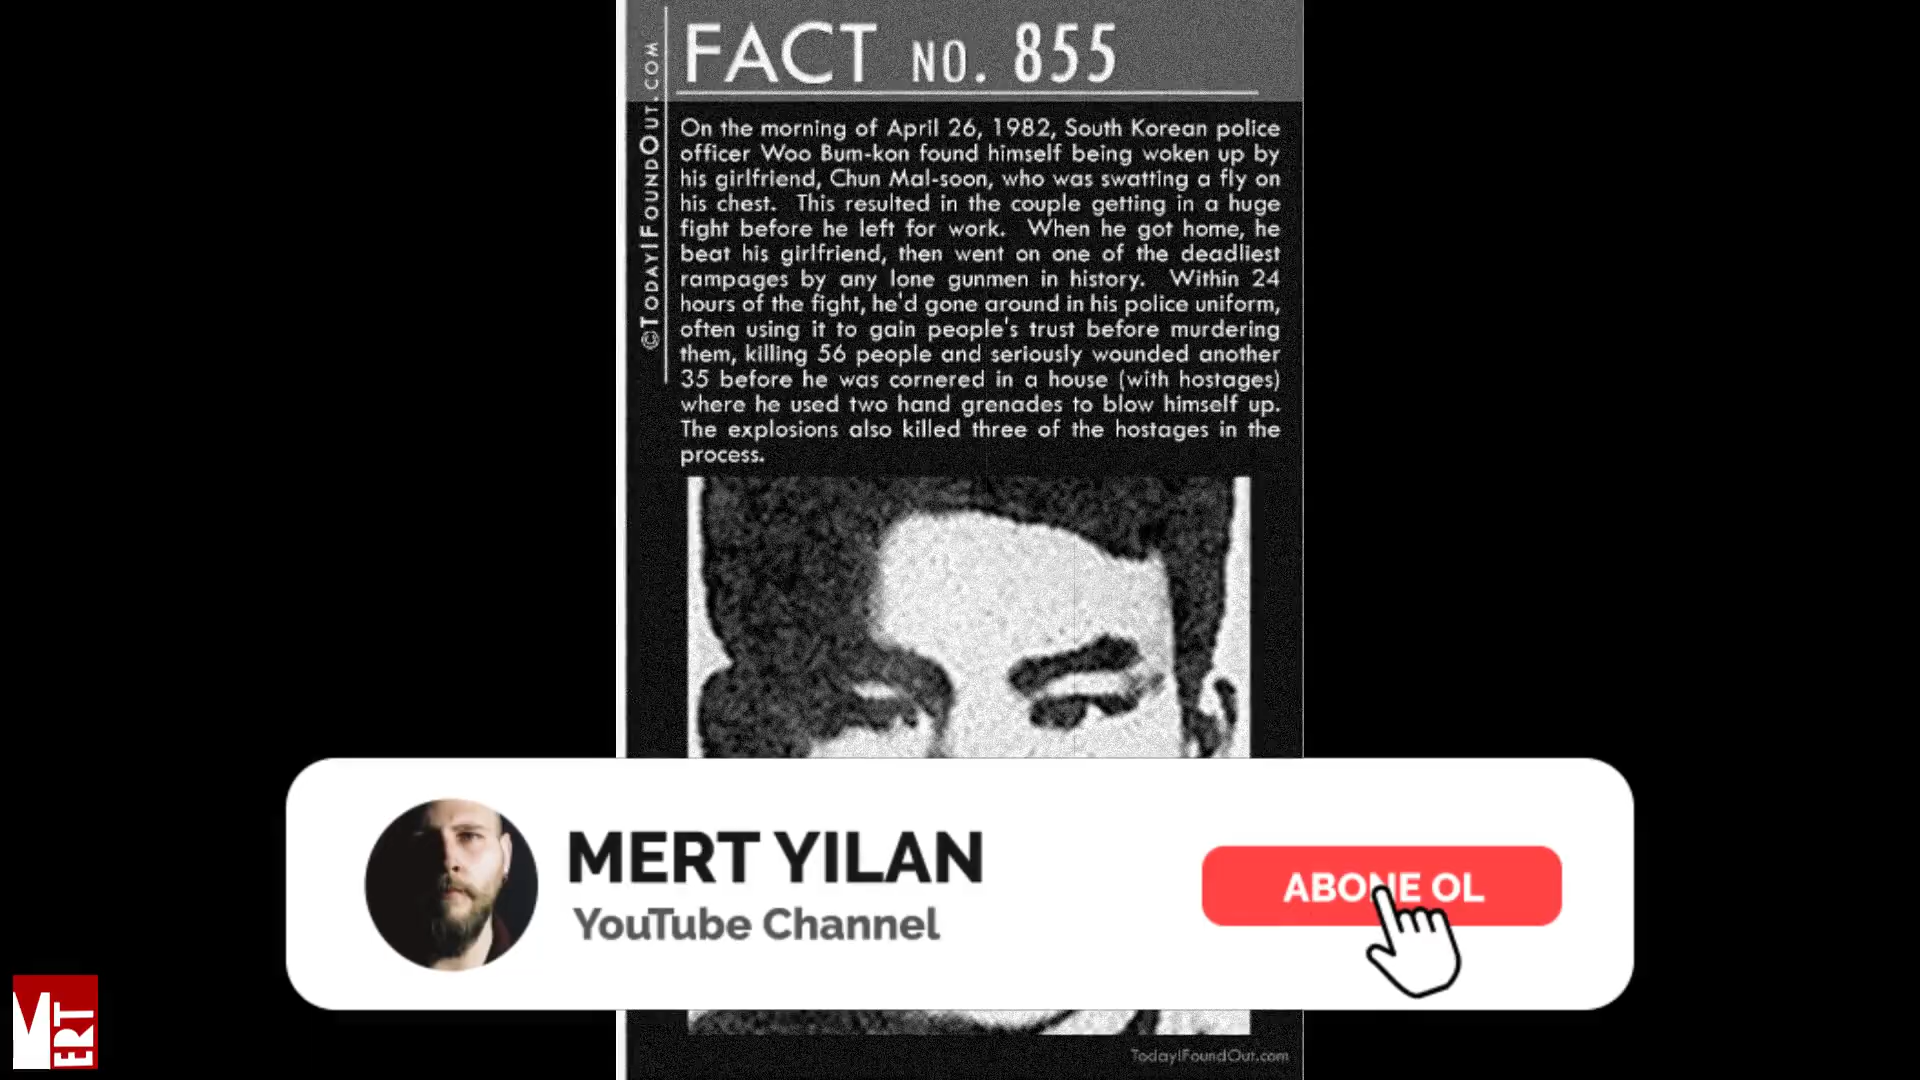 FACT NO. 855
©TODAYIFOUNDOUT.COM
On the morning of April 26, 1982, South Korean police
officer Woo Bum-kon found himself being woken up by
his girlfriend, Chun Mal-soon, who was swatting a fly on
his chest. This resulted in the couple getting in a huge
fight before he left for work. When he got home, he
beat his girlfriend, then went on one of the deadliest
rampages by any lone gunmen in history. Within 24
hours of the fight, he'd gone around in his police uniform,
often using it to gain people's trust before murdering
them, killing 56 people and seriously wounded another
35 before he was cornered in a house (with hostages)
where he used two hand grenades to blow himself up.
The explosions also killed three of the hostages in the
process.
MERT YILAN
YouTube Channel
ABONE OL
MERT
TodayIFoundOut.com